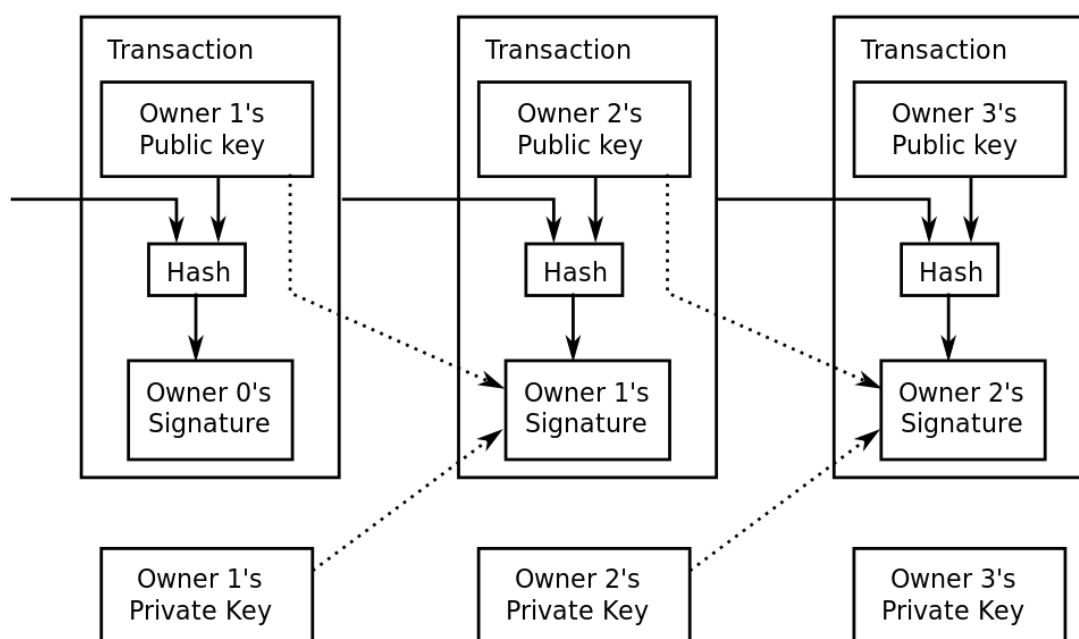 Transaction
Owner 1's
Public key
Hash
Owner 0's
Signature
Transaction
Owner 2's
Public key
Hash
Owner 1's
Signature
Transaction
Owner 3's
Public key
Hash
Owner 2's
Signature
Owner 1's
Private Key
Owner 2's
Private Key
Owner 3's
Private Key